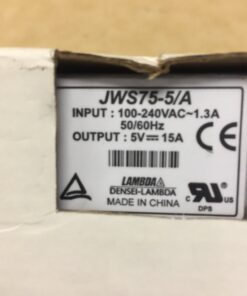 JWS75-5/A
INPUT : 100-240VAC~1.3A
50/60Hz
OUTPUT : 5V⎓ 15A
CE
LAMBDA
DENSEI-LAMBDA
MADE IN CHINA
c RU us
DPS